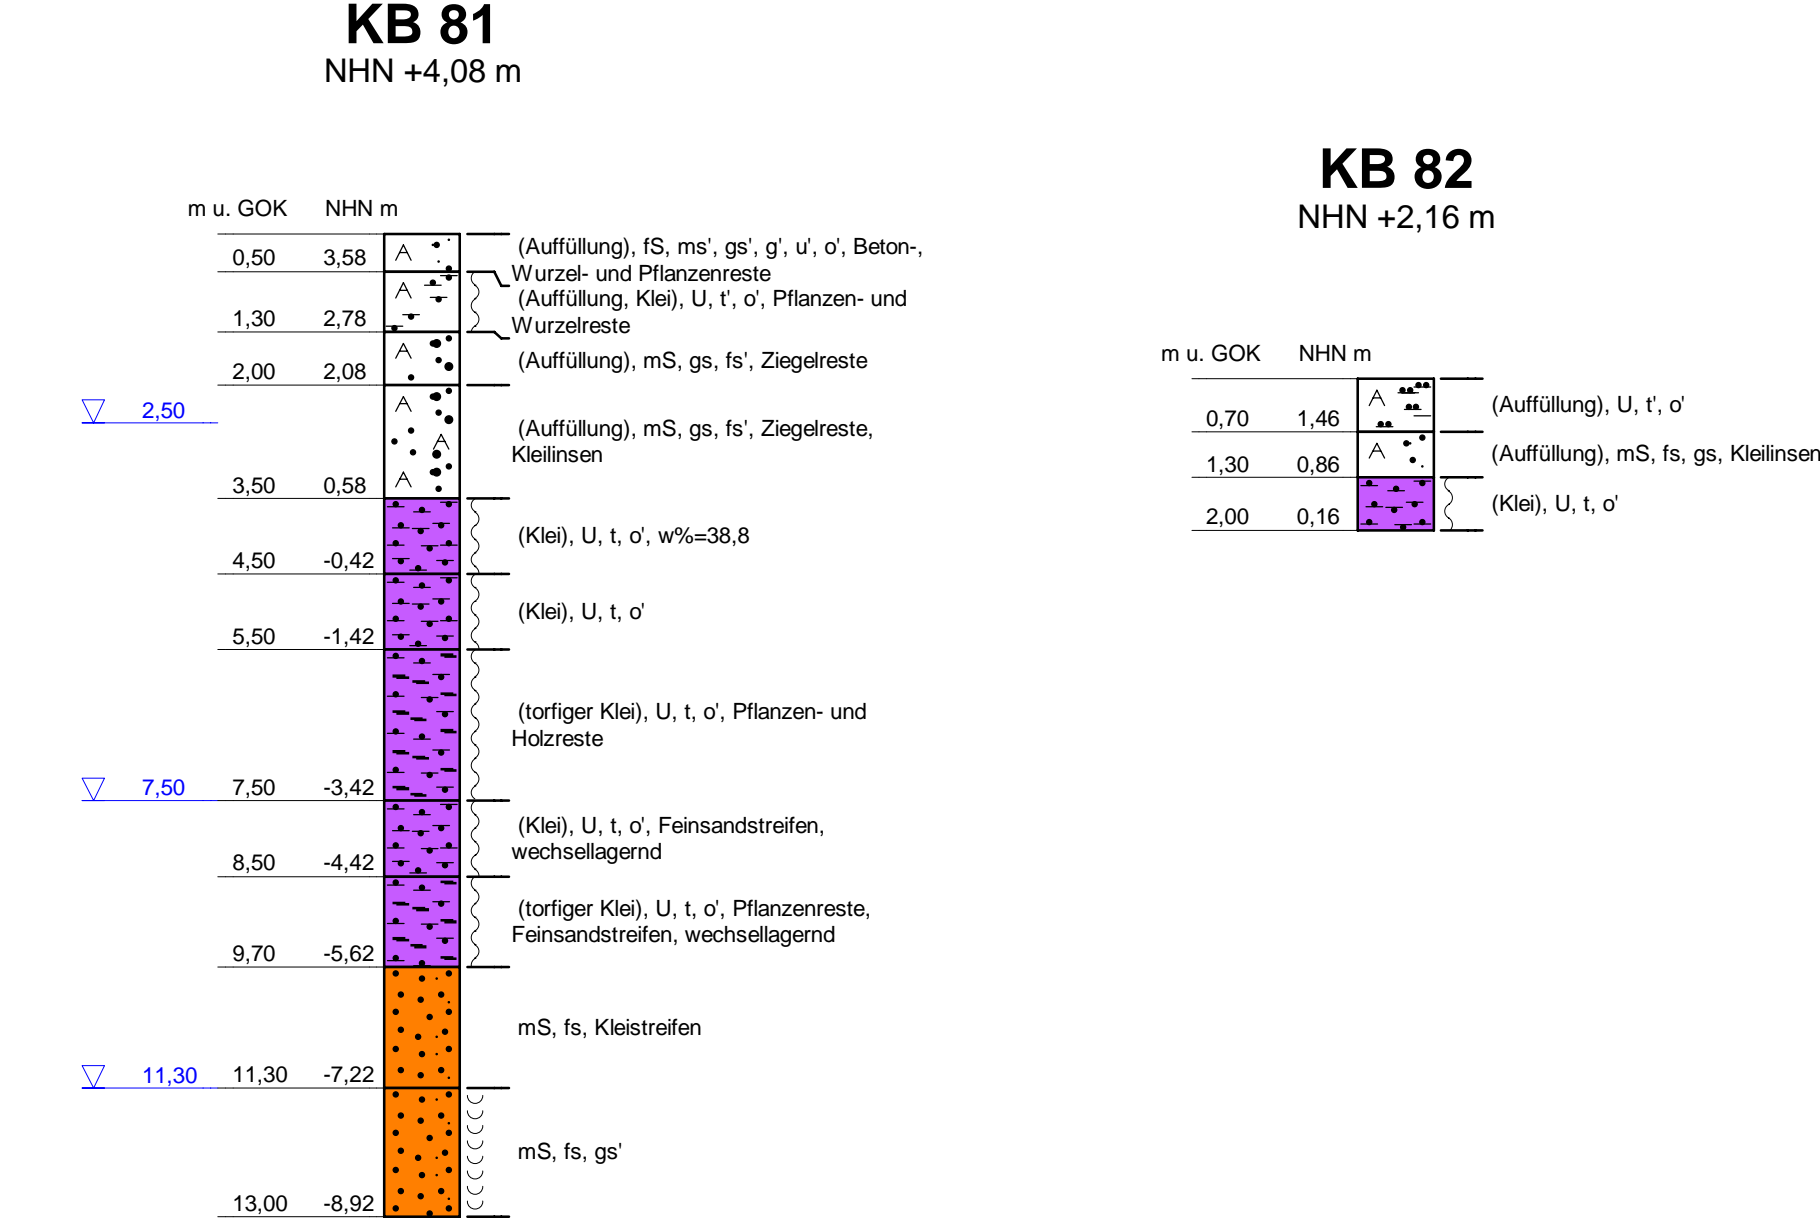 KB 81
NHN +4,08 m
m u. GOK NHN m
0,50 3,58 A (Auffüllung), fS, ms', gs', g', u', o', Beton-,
Wurzel- und Pflanzenreste
1,30 2,78 A (Auffüllung, Klei), U, t', o', Pflanzen- und
Wurzelreste
2,00 2,08 A (Auffüllung), mS, gs, fs', Ziegelreste
2,50
3,50 0,58 A A A (Auffüllung), mS, gs, fs', Ziegelreste,
Kleilinsen
4,50 -0,42 (Klei), U, t, o', w%=38,8
5,50 -1,42 (Klei), U, t, o'
7,50 7,50 -3,42 (torfiger Klei), U, t, o', Pflanzen- und
Holzreste
8,50 -4,42 (Klei), U, t, o', Feinsandstreifen,
wechsellagernd
9,70 -5,62 (torfiger Klei), U, t, o', Pflanzenreste,
Feinsandstreifen, wechsellagernd
11,30 11,30 -7,22 mS, fs, Kleistreifen
13,00 -8,92 mS, fs, gs'
KB 82
NHN +2,16 m
m u. GOK NHN m
0,70 1,46 A (Auffüllung), U, t', o'
1,30 0,86 A (Auffüllung), mS, fs, gs, Kleilinsen
2,00 0,16 (Klei), U, t, o'